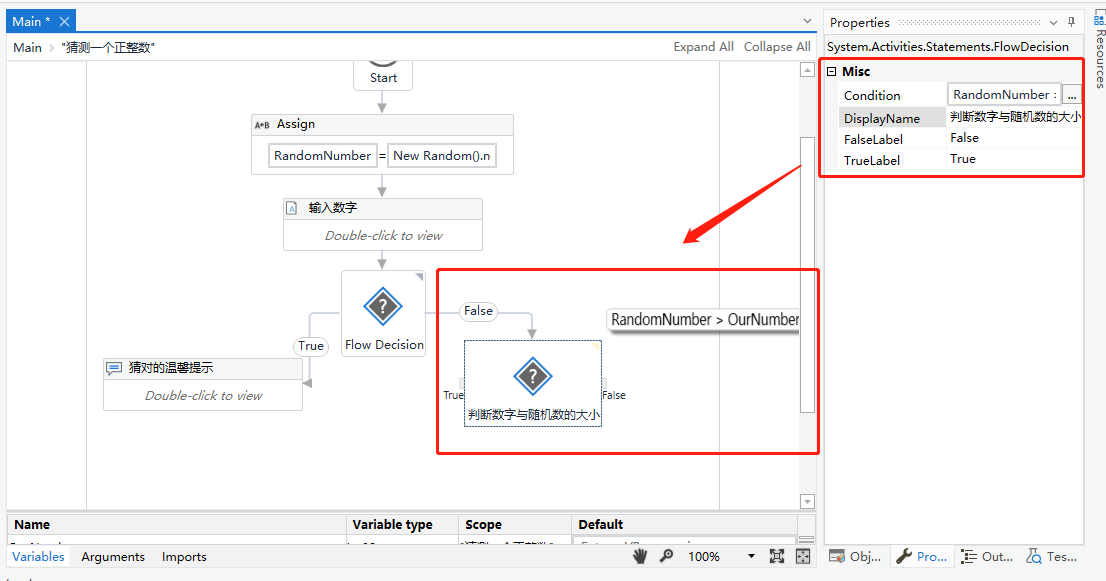 Main *
Properties
Main > "猜测一个正整数"
Expand All Collapse All
System.Activities.Statements.FlowDecision
Resources
Misc
Condition RandomNumber : ...
DisplayName 判断数字与随机数的大小
FalseLabel False
TrueLabel True
Start
A*B Assign
RandomNumber = New Random().n
输入数字
Double-click to view
False
RandomNumber > OurNumber
True
Flow Decision
猜对的温馨提示
Double-click to view
True
False
判断数字与随机数的大小
Name Variable type Scope Default
Variables Arguments Imports
100%
Obj... Pro... Out... Tes...